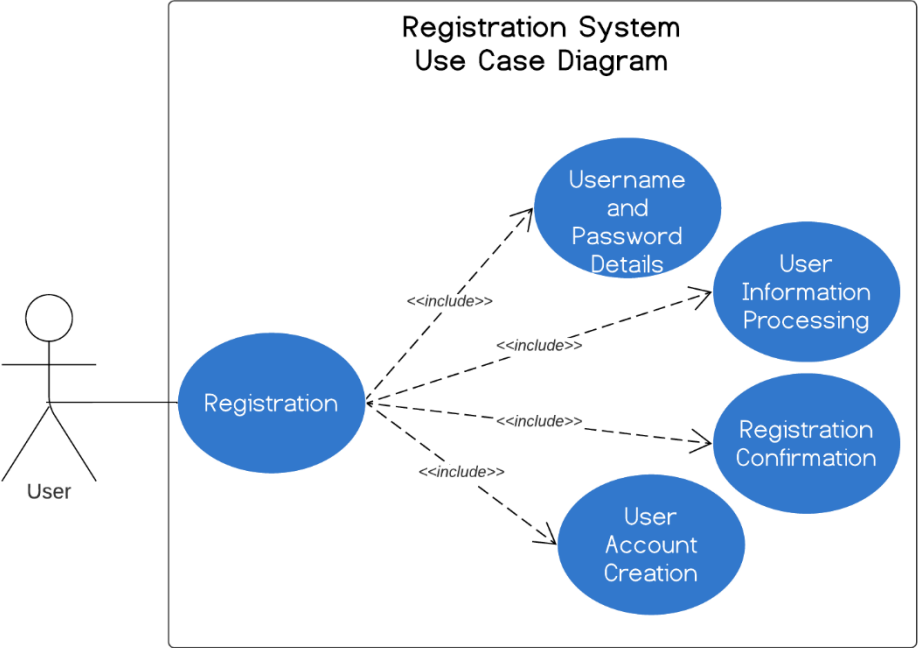 Registration System
Use Case Diagram
Username
and
Password
Details
User
Information
Processing
<<include>>
<<include>>
Registration
<<include>>
Registration
Confirmation
<<include>>
User
User
Account
Creation